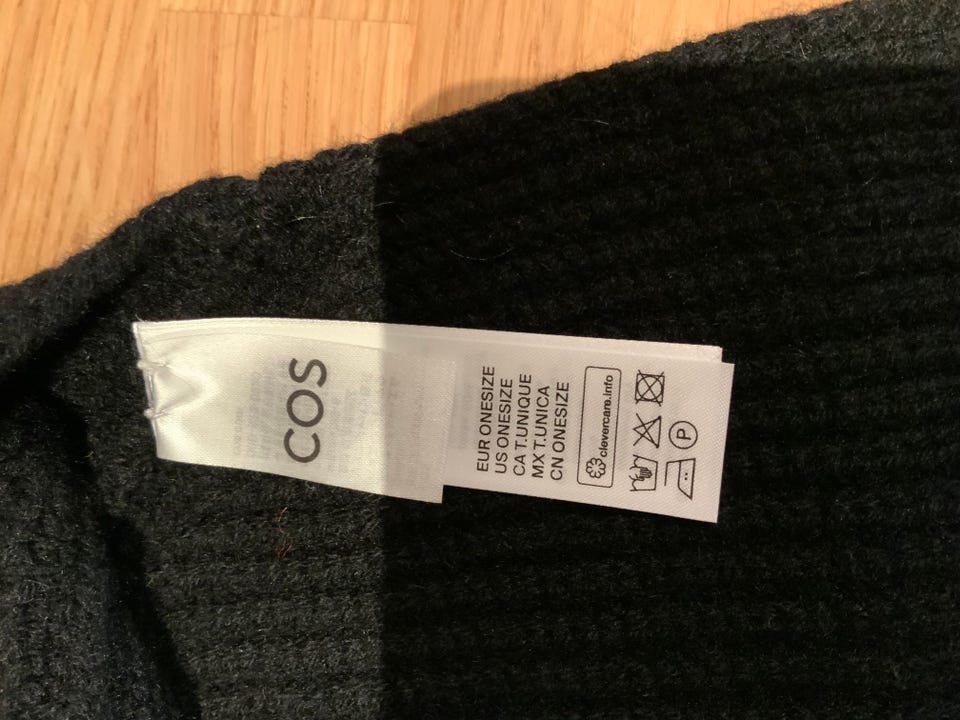 COS
EUR ONESIZE
US ONESIZE
CA T.UNIQUE
MX T.UNICA
CN ONESIZE
clevercare.info
P